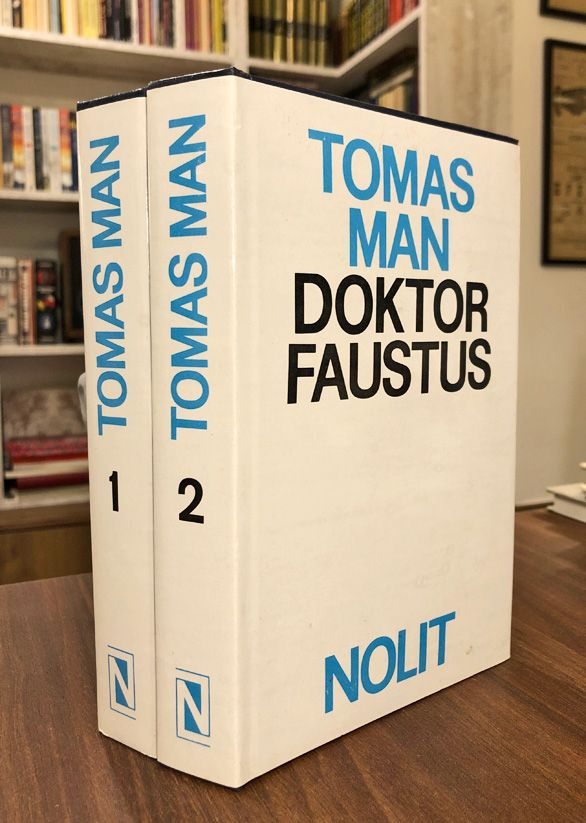 TOMAS MAN
1
TOMAS MAN
2
TOMAS
MAN
DOKTOR
FAUSTUS
NOLIT
N
N